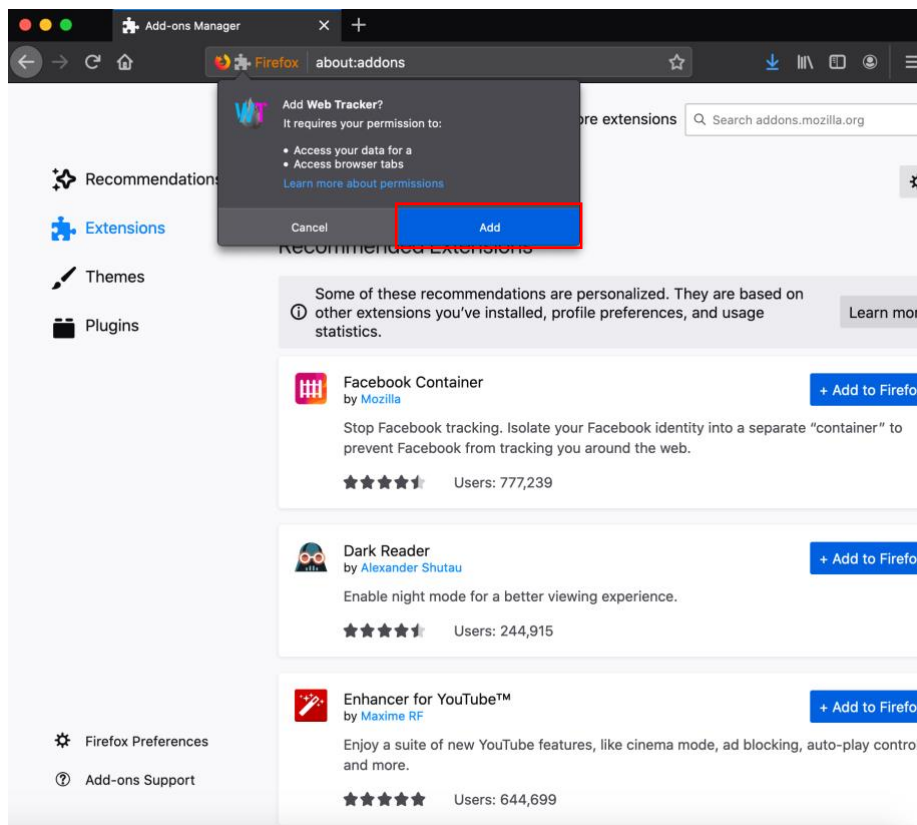 Add-ons Manager
Firefox about:addons
Add Web Tracker?
It requires your permission to:
• Access your data for a
• Access browser tabs
Learn more about permissions
Cancel
Add
ore extensions
Search addons.mozilla.org
Recommendations
Extensions
Themes
Plugins
Recommended Extensions
Some of these recommendations are personalized. They are based on
other extensions you've installed, profile preferences, and usage
statistics.
Learn mor
Facebook Container
by Mozilla
+ Add to Firefo
Stop Facebook tracking. Isolate your Facebook identity into a separate “container” to
prevent Facebook from tracking you around the web.
Users: 777,239
Dark Reader
by Alexander Shutau
+ Add to Firefo
Enable night mode for a better viewing experience.
Users: 244,915
Enhancer for YouTube™
by Maxime RF
+ Add to Firefo
Enjoy a suite of new YouTube features, like cinema mode, ad blocking, auto-play contro
and more.
Users: 644,699
Firefox Preferences
Add-ons Support